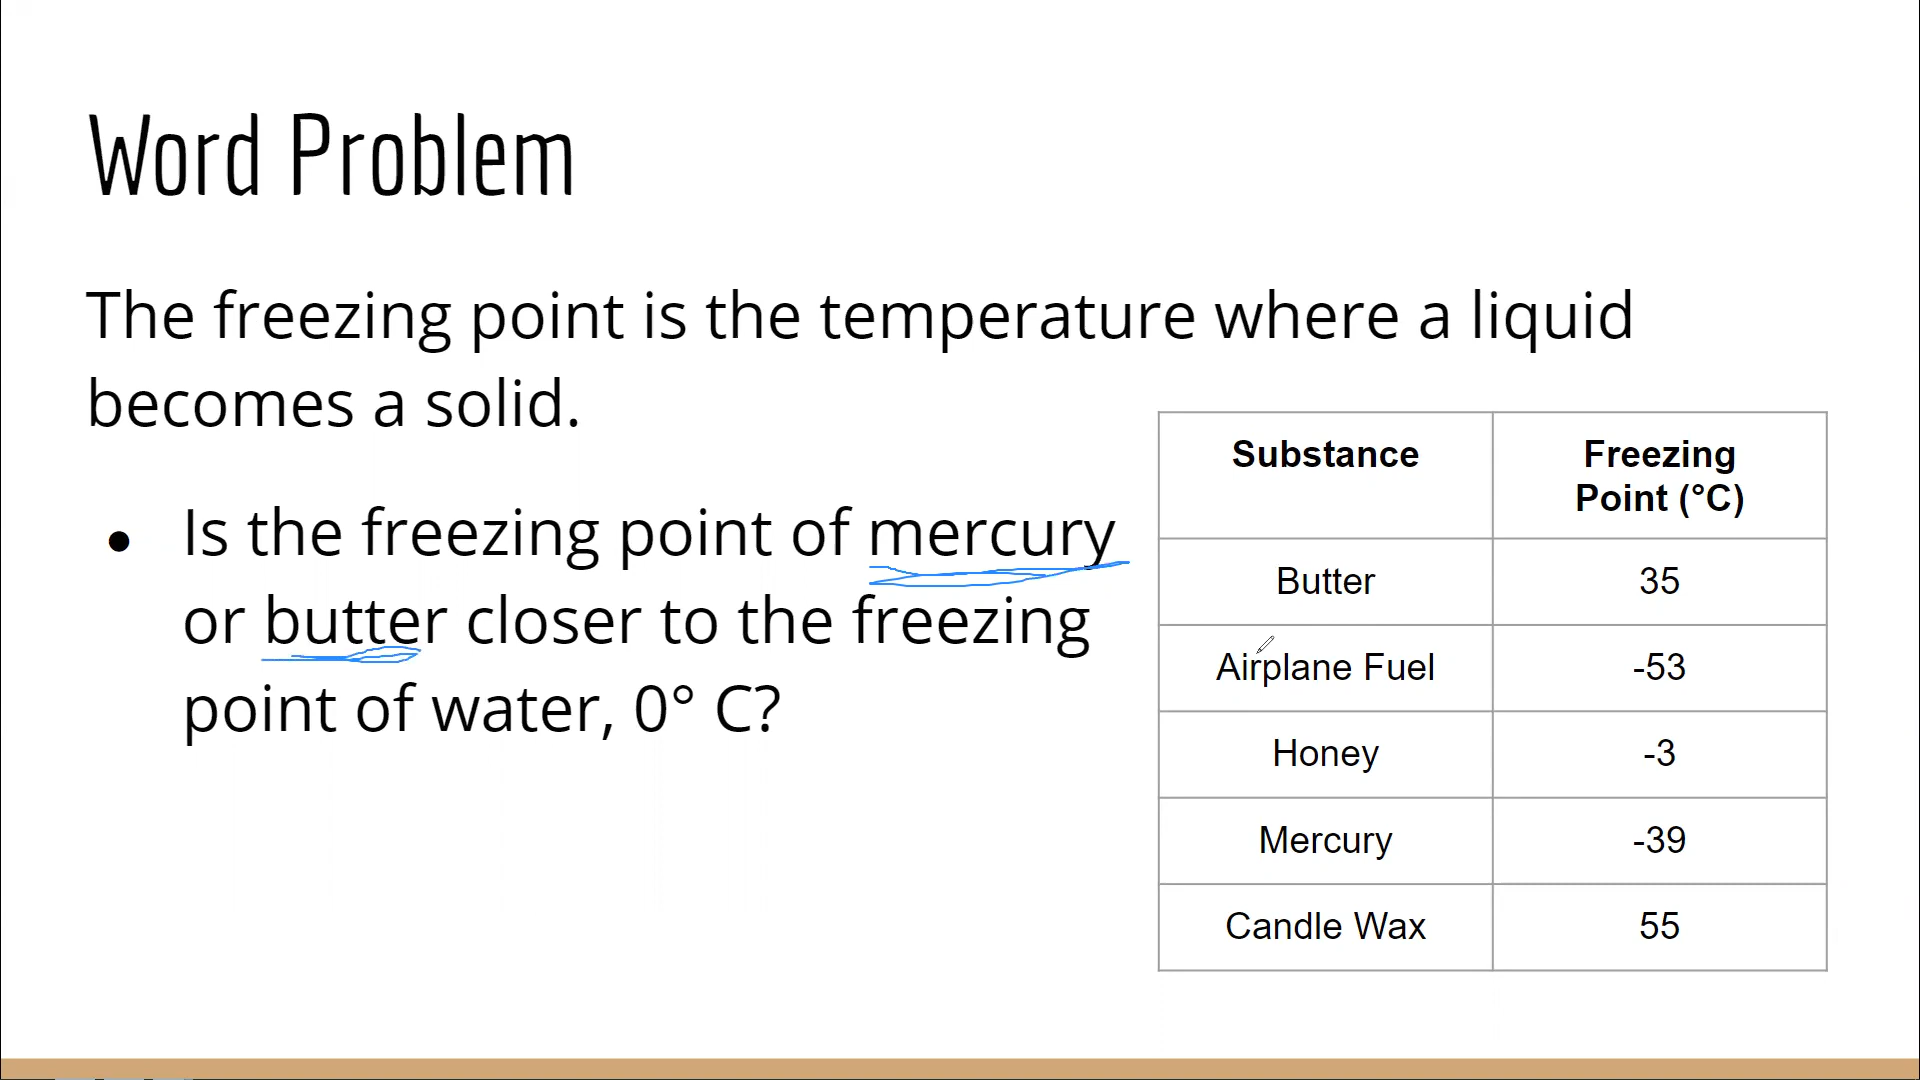 Word Problem
The freezing point is the temperature where a liquid
becomes a solid.
● Is the freezing point of mercury
or butter closer to the freezing
point of water, 0° C?
Substance Freezing
Point (°C)
Butter 35
Airplane Fuel -53
Honey -3
Mercury -39
Candle Wax 55